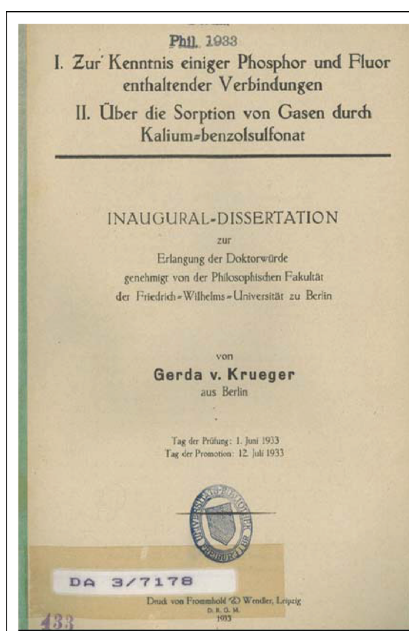 Phil. 1933
I. Zur Kenntnis einiger Phosphor und Fluor
enthaltender Verbindungen
II. Über die Sorption von Gasen durch
Kalium=benzolsulfonat
INAUGURAL=DISSERTATION
zur
Erlangung der Doktorwürde
genehmigt von der Philosophischen Fakultät
der Friedrich=Wilhelms=Universität zu Berlin
von
Gerda v. Krueger
aus Berlin
Tag der Prüfung: 1. Juni 1933
Tag der Promotion: 12. Juli 1933
DA 3/7178
Druck von Frommhold & Wendler, Leipzig
D. R. G. M.
1933
433